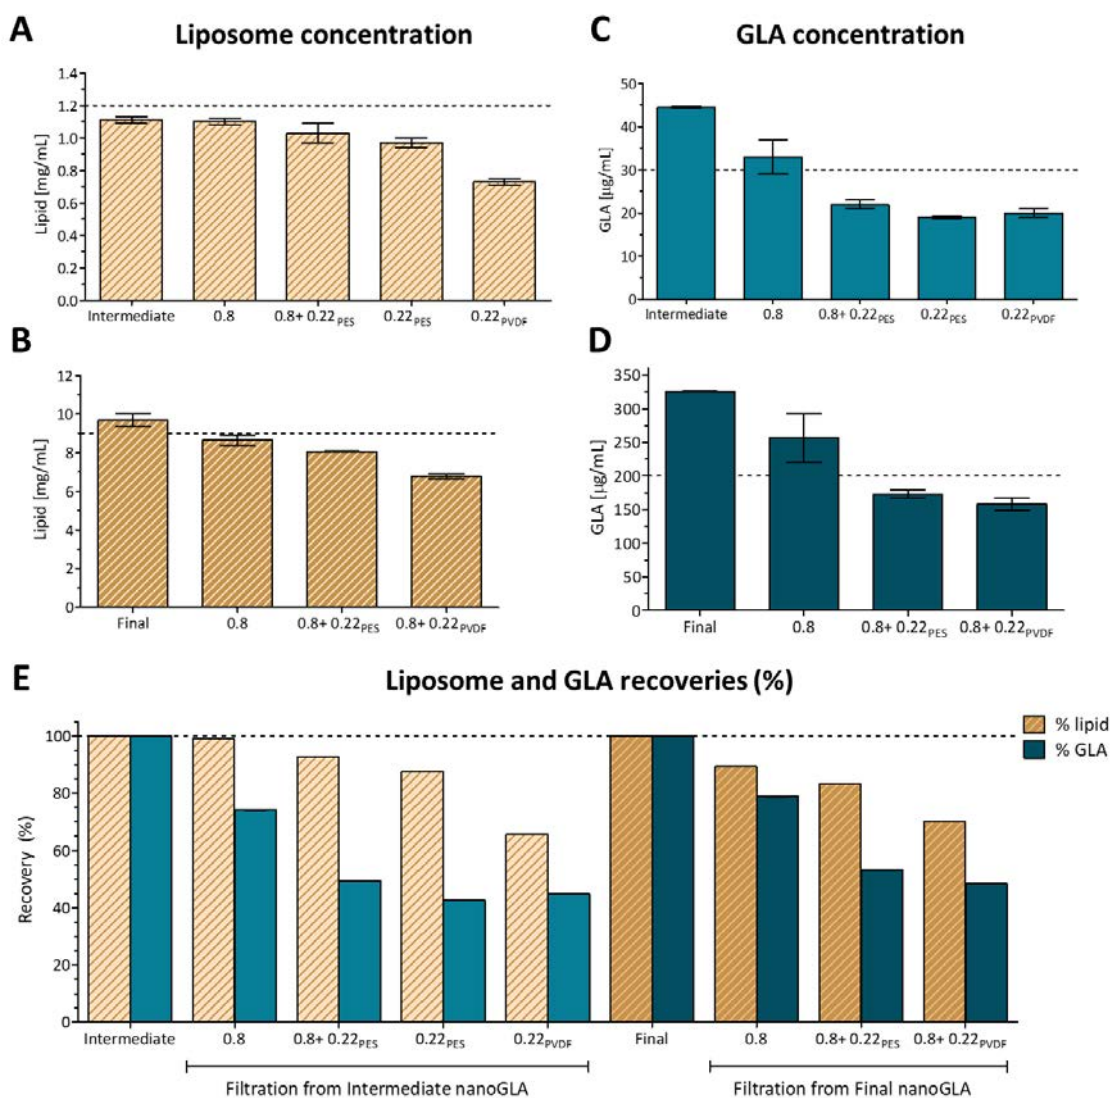 A Liposome concentration
Lipid [mg/mL]
1.4
1.2
1.0
0.8
0.6
0.4
0.2
0.0
Intermediate 0.8 0.8+ 0.22PES 0.22PES 0.22PVDF
C GLA concentration
GLA [µg/mL]
50
40
30
20
10
0
Intermediate 0.8 0.8+ 0.22PES 0.22PES 0.22PVDF
B
Lipid [mg/mL]
12
10
8
6
4
2
0
Final 0.8 0.8+ 0.22PES 0.8+ 0.22PVDF
D
GLA [µg/mL]
350
300
250
200
150
100
50
0
Final 0.8 0.8+ 0.22PES 0.8+ 0.22PVDF
E Liposome and GLA recoveries (%)
% lipid
% GLA
Recovery (%)
100
80
60
40
20
0
Intermediate 0.8 0.8+ 0.22PES 0.22PES 0.22PVDF Final 0.8 0.8+ 0.22PES 0.8+ 0.22PVDF
Filtration from Intermediate nanoGLA Filtration from Final nanoGLA